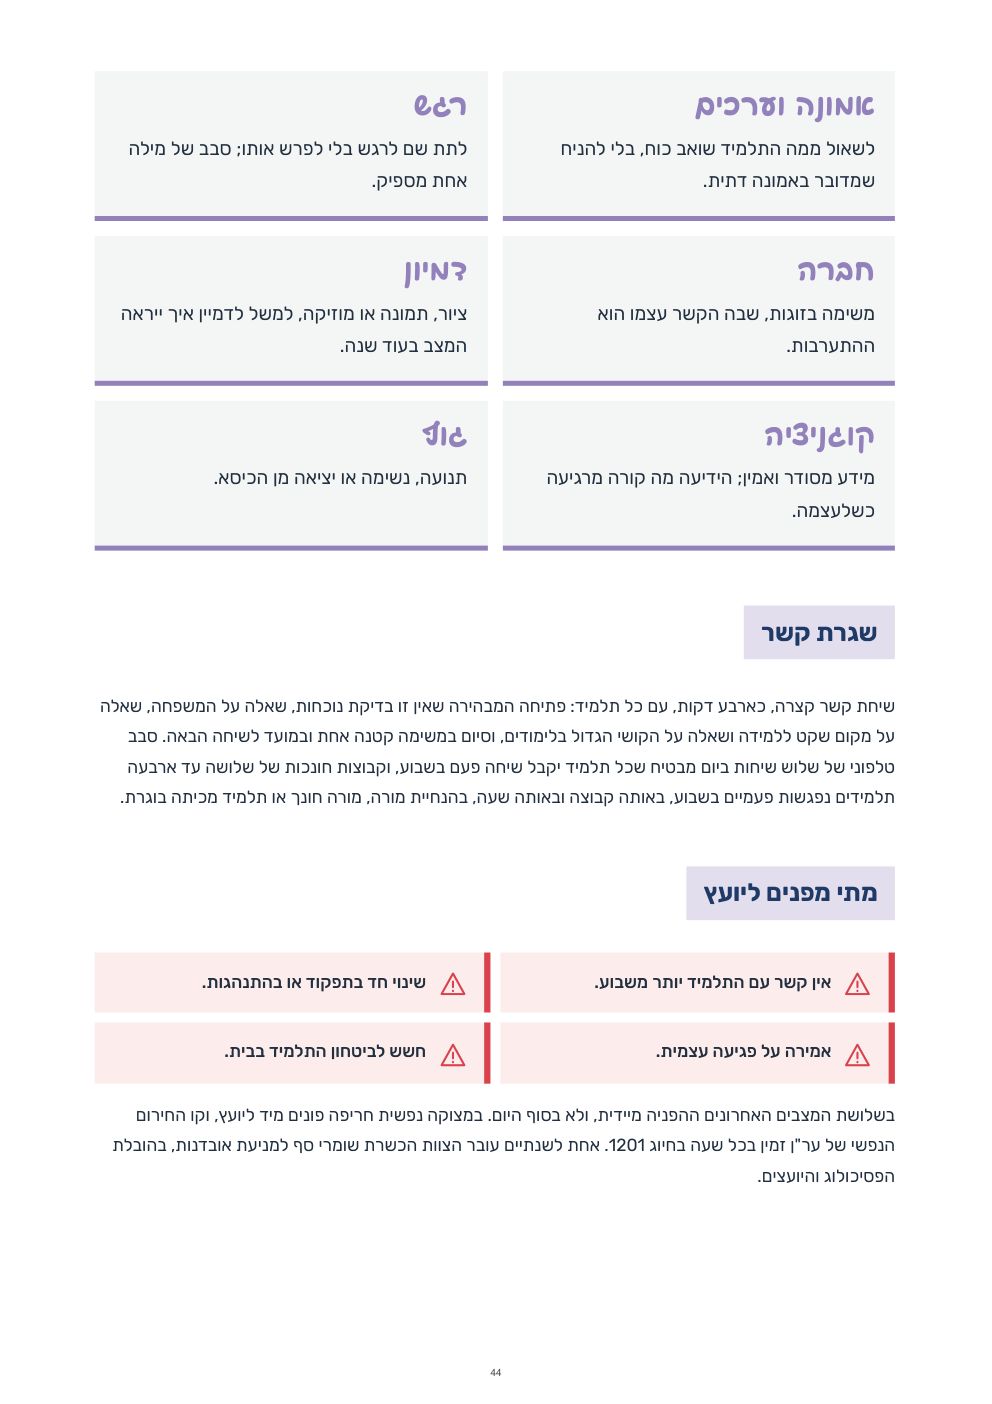 אמונה וערכים
לשאול ממה התלמיד שואב כוח, בלי להניח
שמדובר באמונה דתית.
רגש
לתת שם לרגש בלי לפרש אותו; סבב של מילה
אחת מספיק.
חברה
משימה בזוגות, שבה הקשר עצמו הוא
ההתערבות.
דמיון
ציור, תמונה או מוזיקה, למשל לדמיין איך ייראה
המצב בעוד שנה.
קוגניציה
מידע מסודר ואמין; הידיעה מה קורה מרגיעה
כשלעצמה.
גוף
תנועה, נשימה או יציאה מן הכיסא.
שגרת קשר
שיחת קשר קצרה, כארבע דקות, עם כל תלמיד: פתיחה המבהירה שאין זו בדיקת נוכחות, שאלה על המשפחה, שאלה
על מקום שקט ללמידה ושאלה על הקושי הגדול בלימודים, וסיום במשימה קטנה אחת ובמועד לשיחה הבאה. סבב
טלפוני של שלוש שיחות ביום מבטיח שכל תלמיד יקבל שיחה פעם בשבוע, וקבוצות חונכות של שלושה עד ארבעה
תלמידים נפגשות פעמיים בשבוע, באותה קבוצה ובאותה שעה, בהנחיית מורה, מורה חונך או תלמיד מכיתה בוגרת.
מתי מפנים ליועץ
אין קשר עם התלמיד יותר משבוע.
שינוי חד בתפקוד או בהתנהגות.
אמירה על פגיעה עצמית.
חשש לביטחון התלמיד בבית.
בשלושת המצבים האחרונים ההפניה מיידית, ולא בסוף היום. במצוקה נפשית חריפה פונים מיד ליועץ, וקו החירום
הנפשי של ער"ן זמין בכל שעה בחיוג 1201. אחת לשנתיים עובר הצוות הכשרת שומרי סף למניעת אובדנות, בהובלת
הפסיכולוג והיועצים.
44